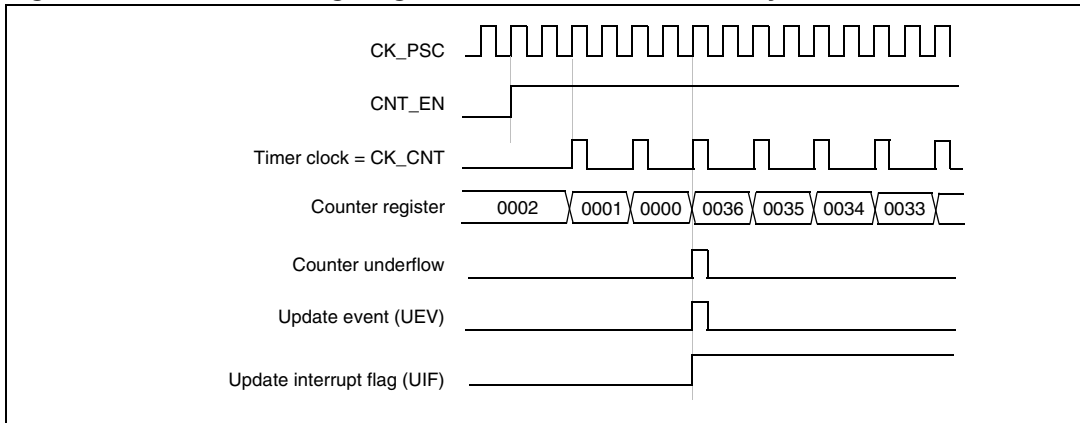 CK_PSC
CNT_EN
Timer clock = CK_CNT
Counter register 0002 0001 0000 0036 0035 0034 0033
Counter underflow
Update event (UEV)
Update interrupt flag (UIF)